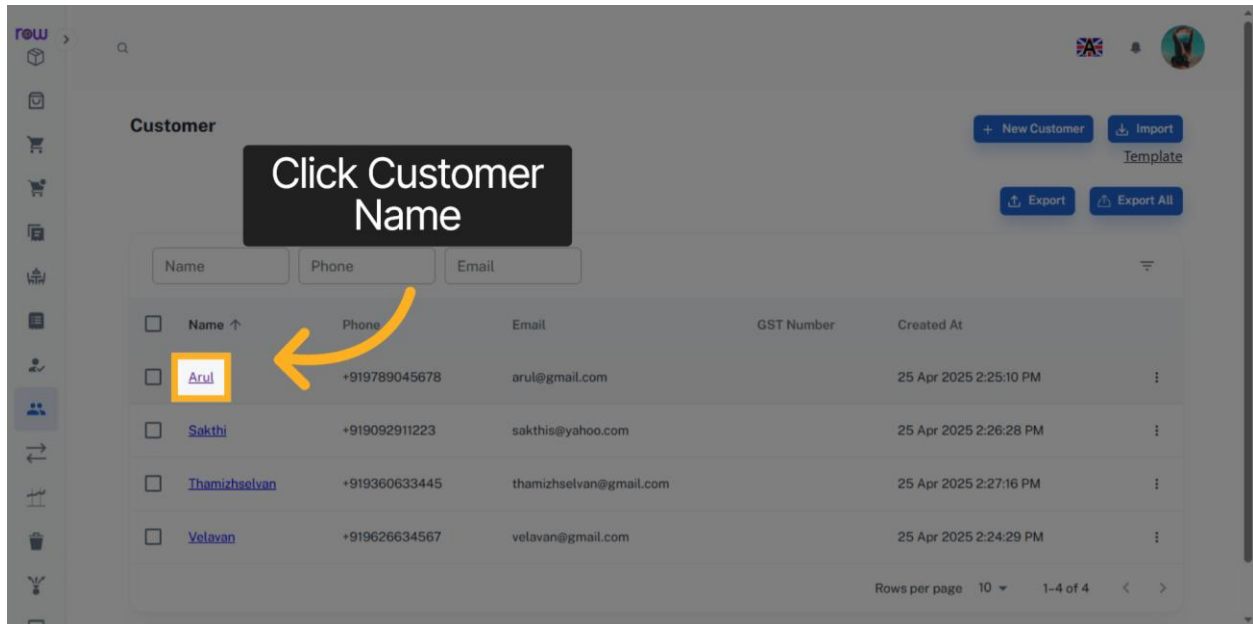 row
A
Customer
+ New Customer
Import
Template
Click Customer
Name
Export
Export All
Name Phone Email
Name ↑ Phone Email GST Number Created At
Arul +919789045678 arul@gmail.com 25 Apr 2025 2:25:10 PM
Sakthi +919092911223 sakthis@yahoo.com 25 Apr 2025 2:26:28 PM
Thamizhselvan +919360633445 thamizhselvan@gmail.com 25 Apr 2025 2:27:16 PM
Velavan +919626634567 velavan@gmail.com 25 Apr 2025 2:24:29 PM
Rows per page 10 1–4 of 4